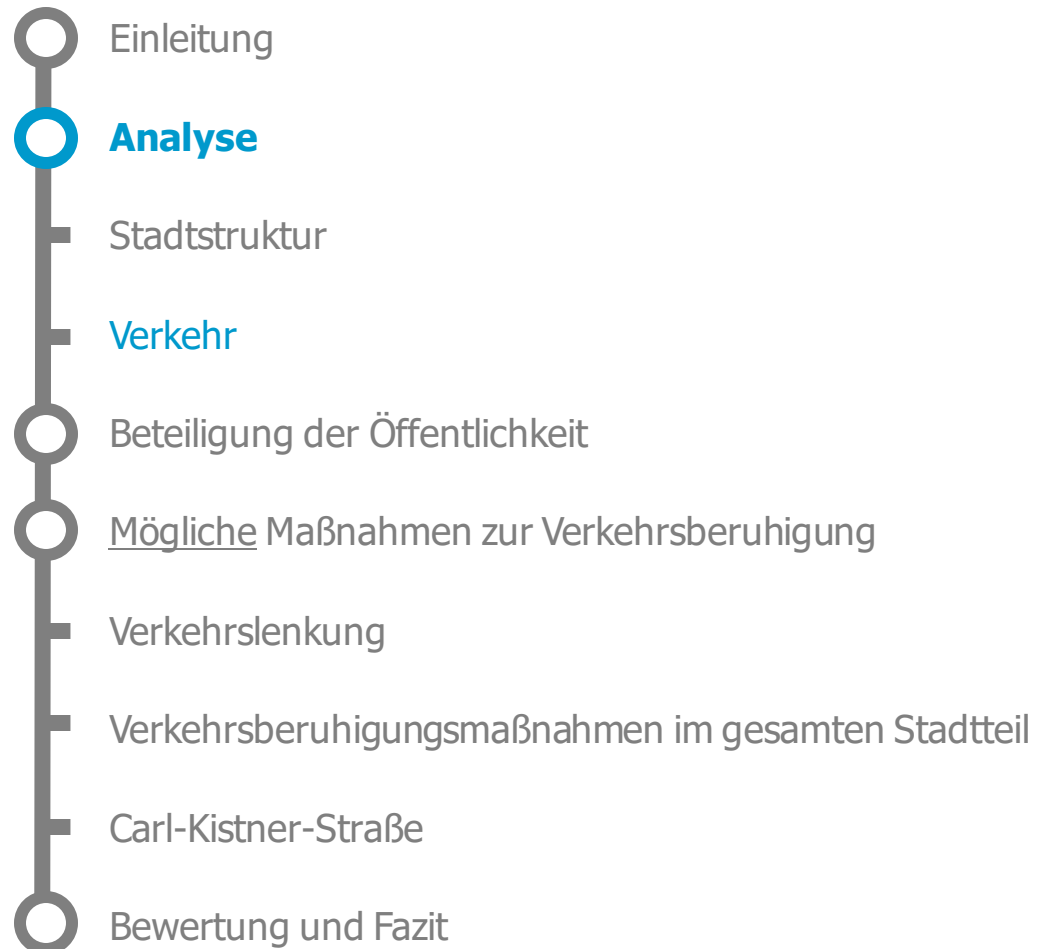 Einleitung
Analyse
Stadtstruktur
Verkehr
Beteiligung der Öffentlichkeit
Mögliche Maßnahmen zur Verkehrsberuhigung
Verkehrslenkung
Verkehrsberuhigungsmaßnahmen im gesamten Stadtteil
Carl-Kistner-Straße
Bewertung und Fazit